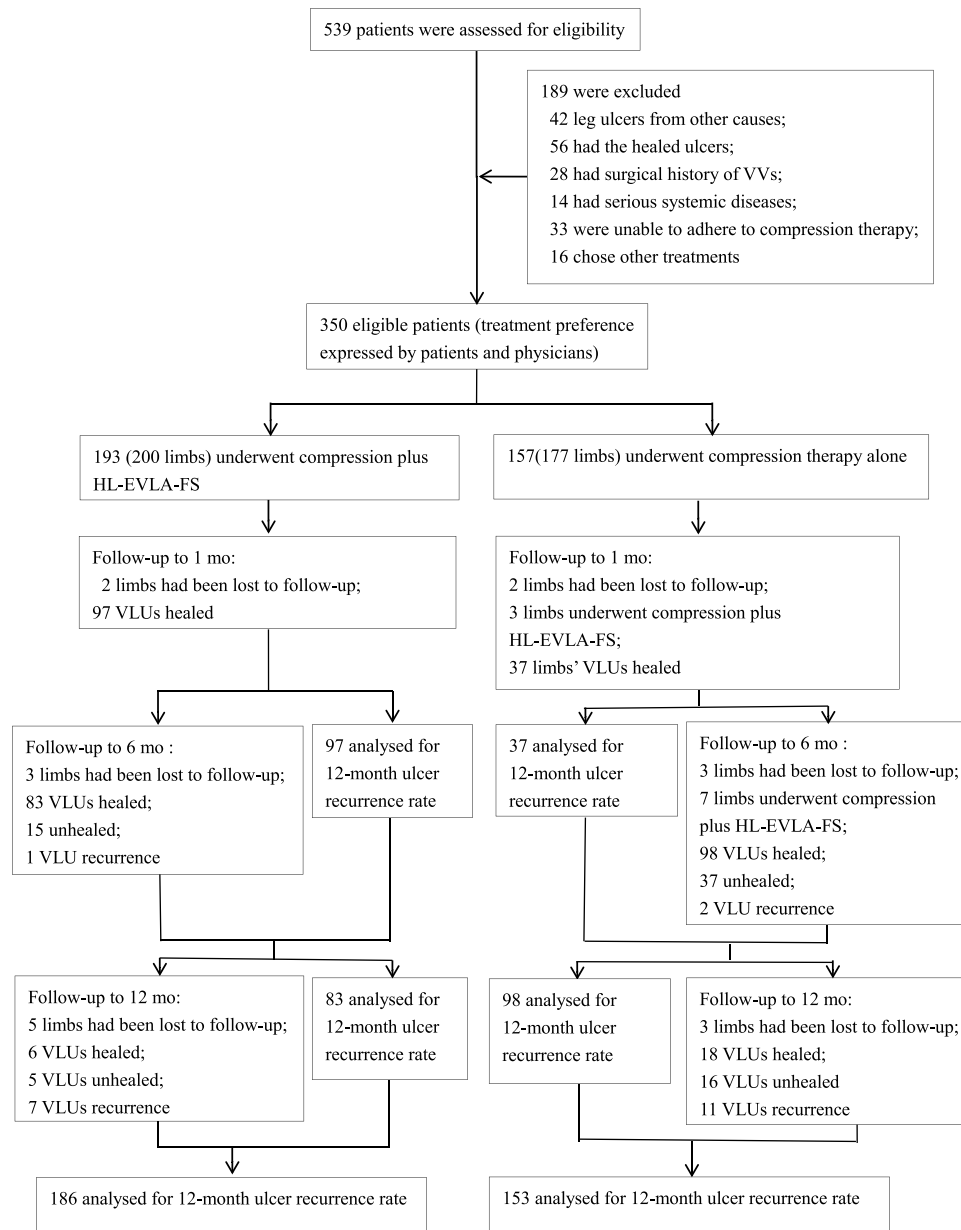 539 patients were assessed for eligibility
189 were excluded
42 leg ulcers from other causes;
56 had the healed ulcers;
28 had surgical history of VVs;
14 had serious systemic diseases;
33 were unable to adhere to compression therapy;
16 chose other treatments
350 eligible patients (treatment preference
expressed by patients and physicians)
193 (200 limbs) underwent compression plus
HL-EVLA-FS
157(177 limbs) underwent compression therapy alone
Follow-up to 1 mo:
2 limbs had been lost to follow-up;
97 VLUs healed
Follow-up to 1 mo:
2 limbs had been lost to follow-up;
3 limbs underwent compression plus
HL-EVLA-FS;
37 limbs’ VLUs healed
Follow-up to 6 mo :
3 limbs had been lost to follow-up;
83 VLUs healed;
15 unhealed;
1 VLU recurrence
97 analysed for
12-month ulcer
recurrence rate
37 analysed for
12-month ulcer
recurrence rate
Follow-up to 6 mo:
3 limbs had been lost to follow-up;
7 limbs underwent compression
plus HL-EVLA-FS;
98 VLUs healed;
37 unhealed;
2 VLU recurrence
Follow-up to 12 mo:
5 limbs had been lost to follow-up;
6 VLUs healed;
5 VLUs unhealed;
7 VLUs recurrence
83 analysed for
12-month ulcer
recurrence rate
98 analysed for
12-month ulcer
recurrence rate
Follow-up to 12 mo:
3 limbs had been lost to follow-up;
18 VLUs healed;
16 VLUs unhealed
11 VLUs recurrence
186 analysed for 12-month ulcer recurrence rate
153 analysed for 12-month ulcer recurrence rate